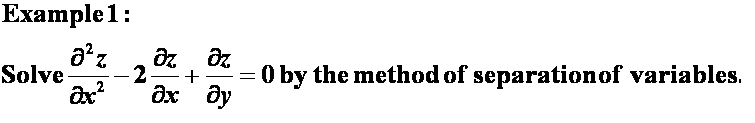 Example 1 :
Solve ∂²z/∂x² − 2 ∂z/∂x + ∂z/∂y = 0 by the method of separation of variables.